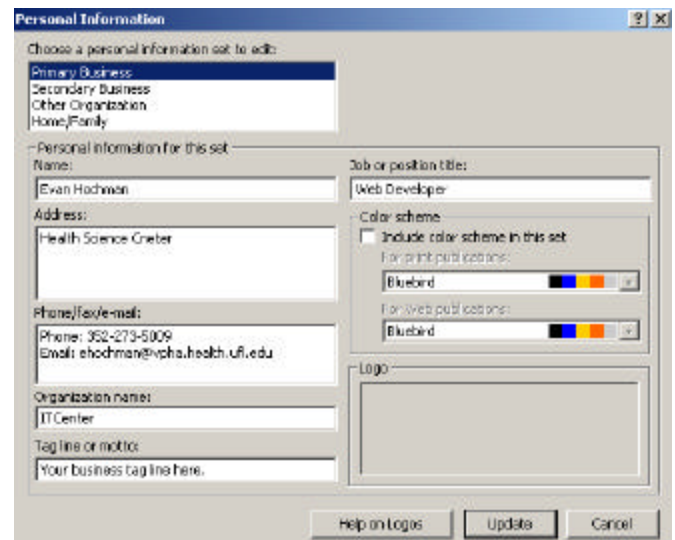 Personal Information
Choose a personal information set to edit:
Primary Business
Secondary Business
Other Organization
Home/Family
Personal information for this set
Name:
Evan Hochman
Job or position title:
Web Developer
Address:
Health Science Cneter
Color scheme
Include color scheme in this set
For print publications:
Bluebird
For Web publications:
Bluebird
Phone/fax/e-mail:
Phone: 352-273-5009
Email: ehochman@vpha.health.ufl.edu
Logo
Organization name:
ITCenter
Tag line or motto:
Your business tag line here.
Help on Logos
Update
Cancel